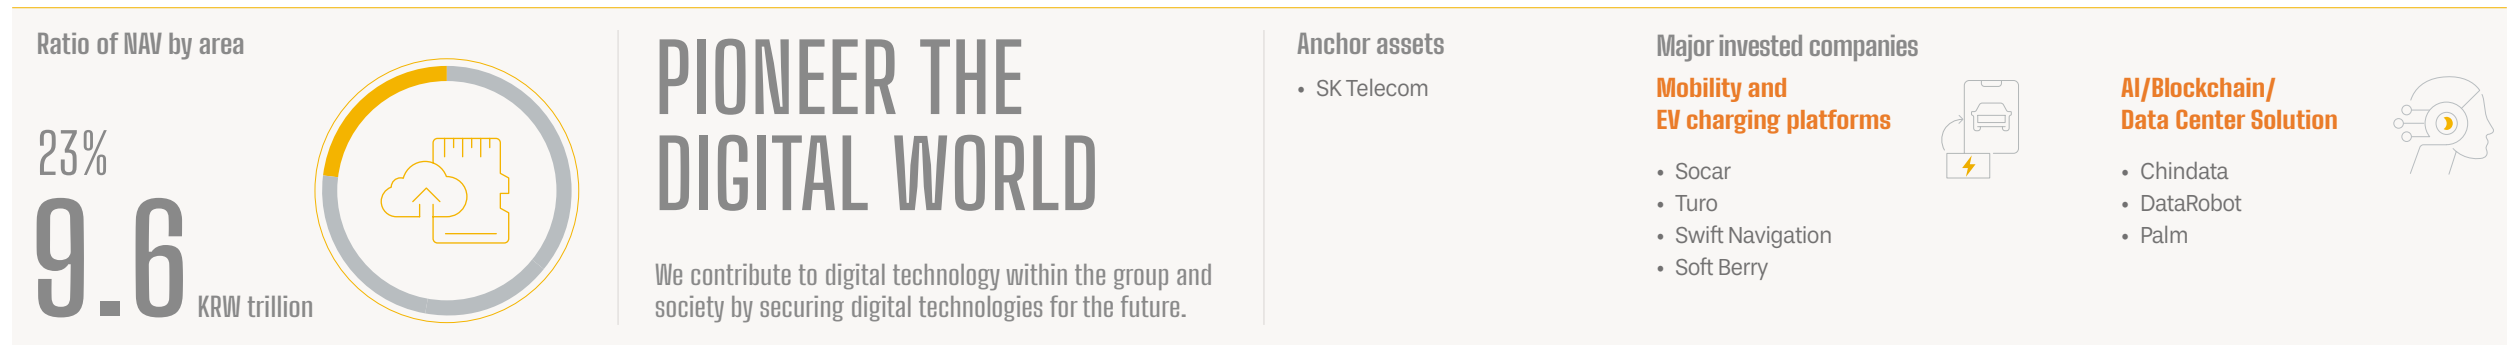 Ratio of NAV by area
23%
9.6 KRW trillion
PIONEER THE
DIGITAL WORLD
We contribute to digital technology within the group and
society by securing digital technologies for the future.
Anchor assets
• SK Telecom
Major invested companies
Mobility and
EV charging platforms
• Socar
• Turo
• Swift Navigation
• Soft Berry
AI/Blockchain/
Data Center Solution
• Chindata
• DataRobot
• Palm